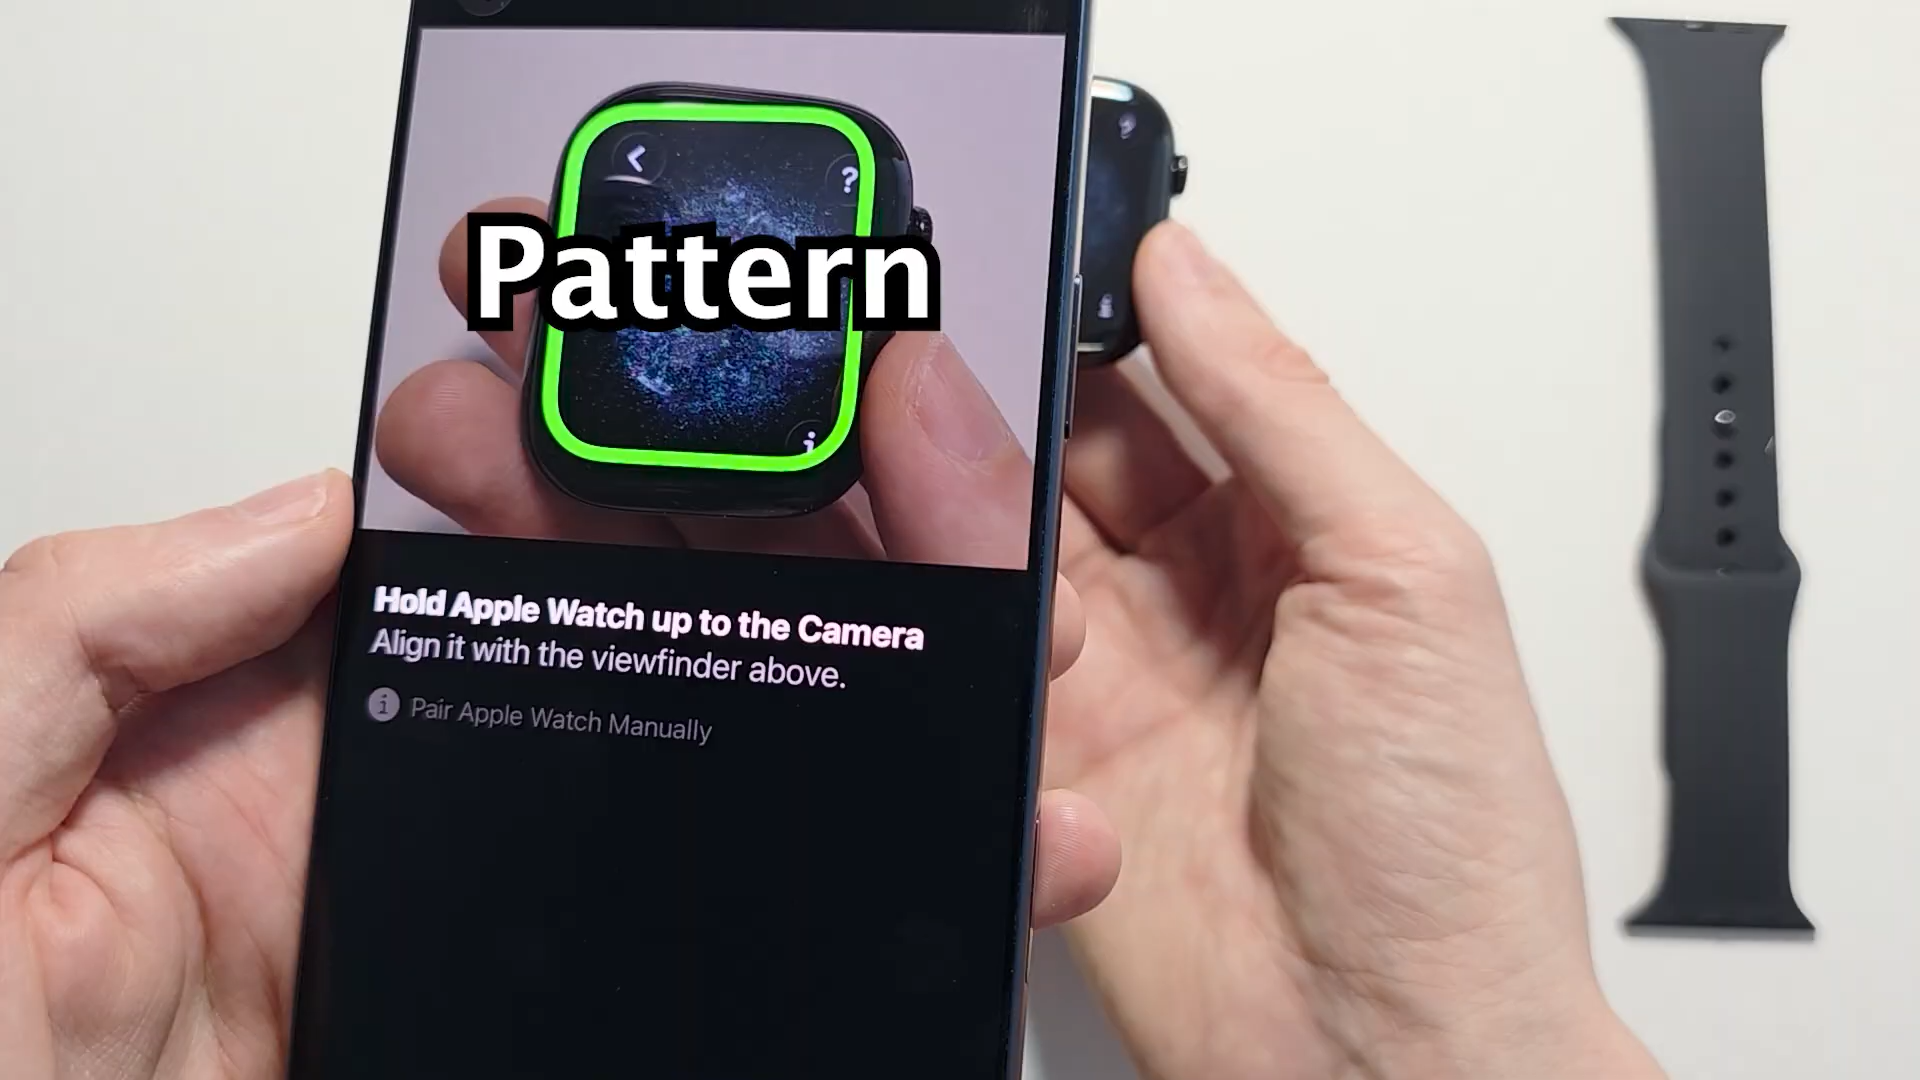 ?
Pattern
i
Hold Apple Watch up to the Camera
Align it with the viewfinder above.
i Pair Apple Watch Manually